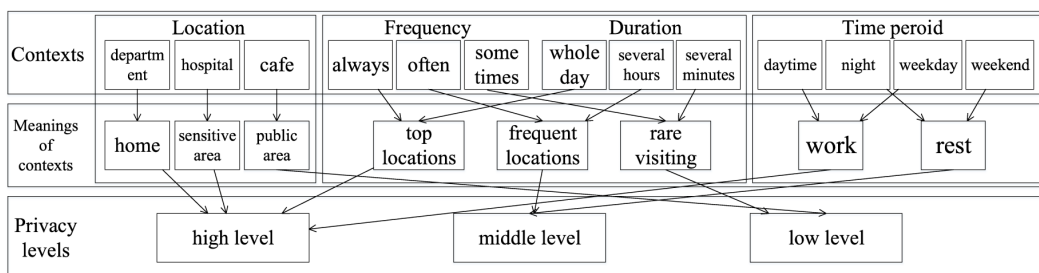 Location
Frequency
Duration
Time peroid
Contexts
departm
ent
hospital
cafe
always
often
some
times
whole
day
several
hours
several
minutes
daytime
night
weekday
weekend
Meanings
of
contexts
home
sensitive
area
public
area
top
locations
frequent
locations
rare
visiting
work
rest
Privacy
levels
high level
middle level
low level